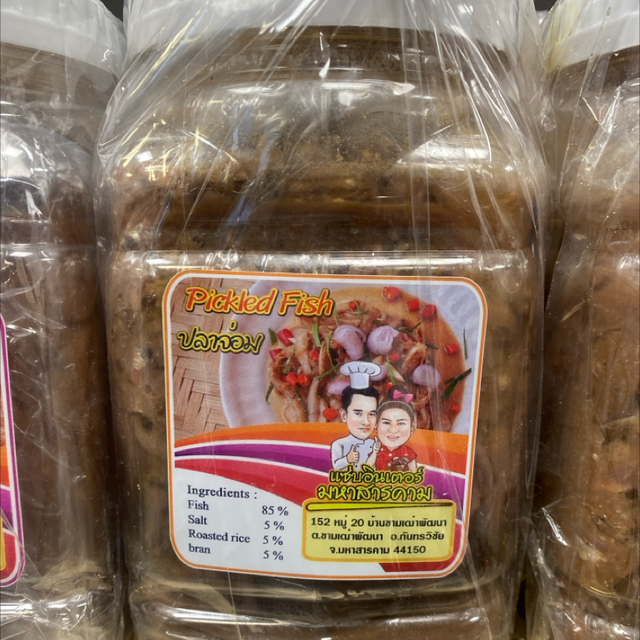 Pickled Fish
ปลาจ่อม
แซ่บอินเตอร์
มหาสารคาม
Ingredients :
Fish 85 %
Salt 5 %
Roasted rice 5 %
bran 5 %
152 หมู่ 20 บ้านขามเฒ่าพัฒนา
ต.ขามเฒ่าพัฒนา อ.กันทรวิชัย
จ.มหาสารคาม 44150